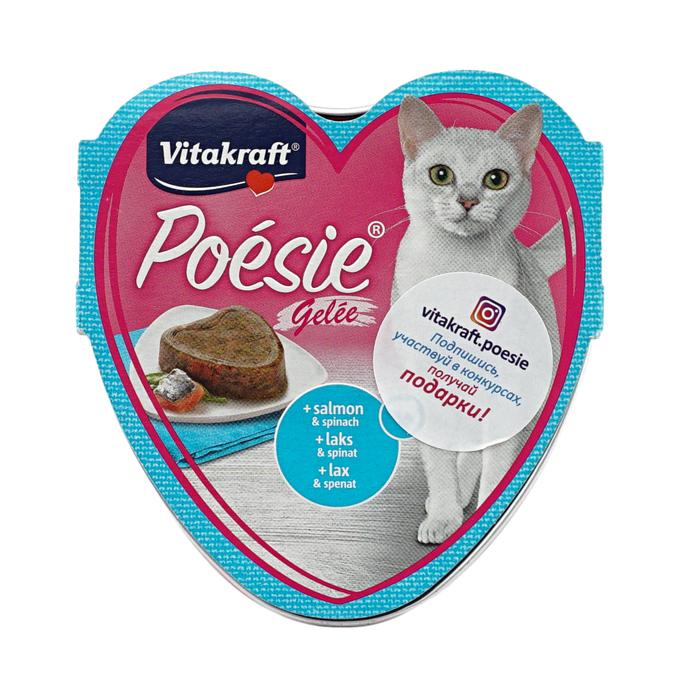 Vitakraft®
Poésie®
Gelée
+ salmon
& spinach
+ laks
& spinat
+ lax
& spenat
vitakraft.poesie
Подпишись,
участвуй в конкурсах,
получай
подарки!